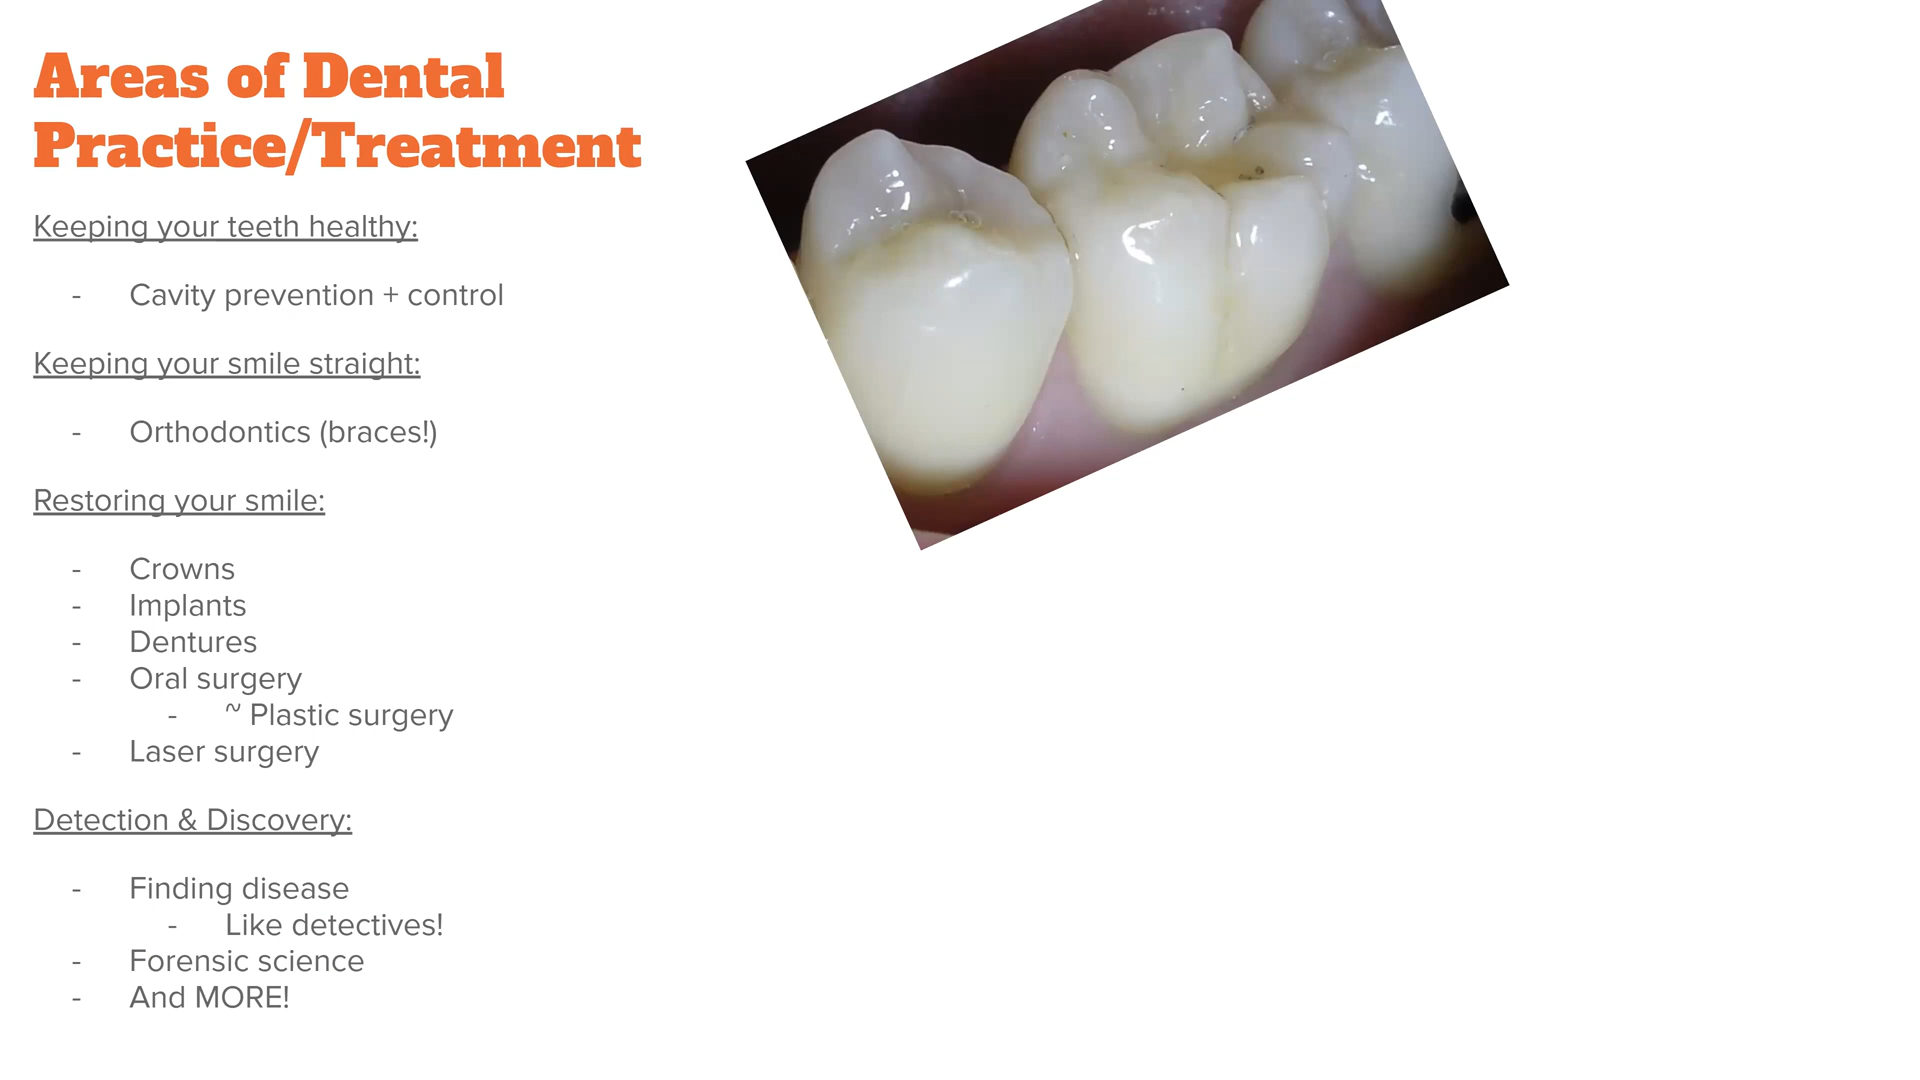 Areas of Dental
Practice/Treatment
Keeping your teeth healthy:
- Cavity prevention + control
Keeping your smile straight:
- Orthodontics (braces!)
Restoring your smile:
- Crowns
- Implants
- Dentures
- Oral surgery
- ~ Plastic surgery
- Laser surgery
Detection & Discovery:
- Finding disease
- Like detectives!
- Forensic science
- And MORE!